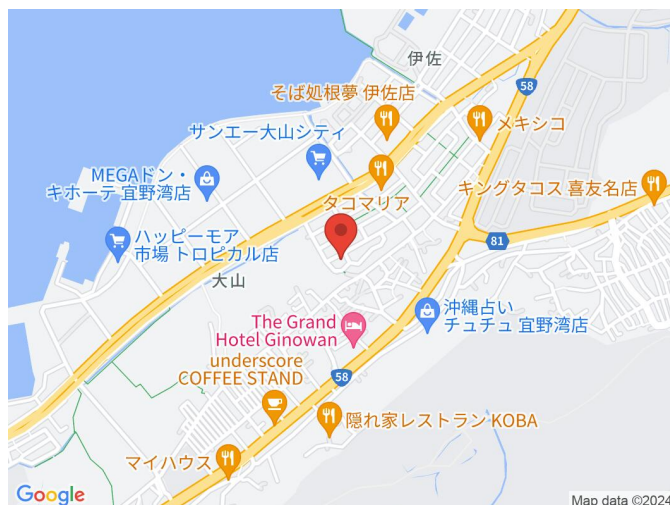 伊佐
58
そば処根夢 伊佐店
メキシコ
サンエー大山シティ
MEGAドン・
キホーテ 宜野湾店
タコマリア
キングタコス 喜友名店
ハッピーモア
市場 トロピカル店
81
大山
沖縄占い
チュチュ 宜野湾店
The Grand
Hotel Ginowan
underscore
COFFEE STAND
58
隠れ家レストラン KOBA
マイハウス
Google
Map data ©2024